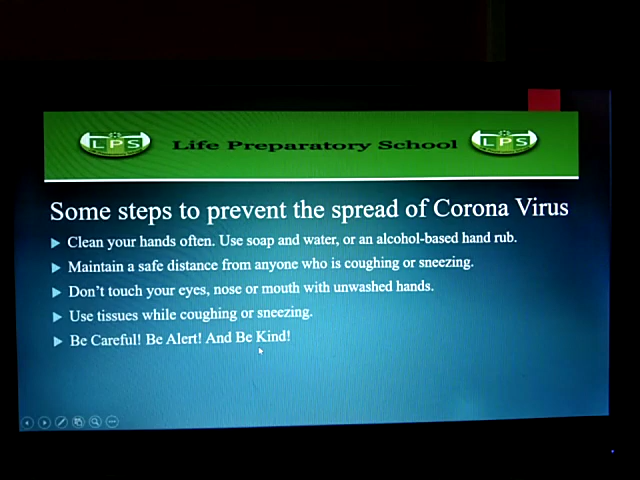 LPS Life Preparatory School LPS
Some steps to prevent the spread of Corona Virus
Clean your hands often. Use soap and water, or an alcohol-based hand rub.
Maintain a safe distance from anyone who is coughing or sneezing.
Don't touch your eyes, nose or mouth with unwashed hands.
Use tissues while coughing or sneezing.
Be Careful! Be Alert! And Be Kind!